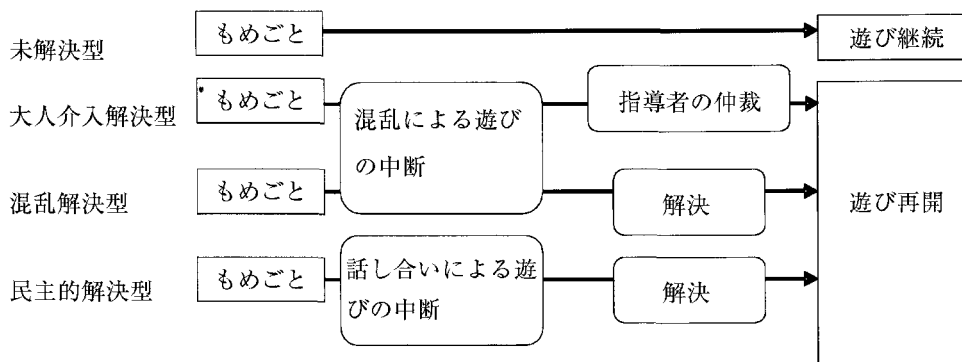 未解決型
もめごと
遊び継続
大人介入解決型
もめごと
混乱による遊び
の中断
指導者の仲裁
混乱解決型
もめごと
解決
遊び再開
民主的解決型
もめごと
話し合いによる遊
びの中断
解決